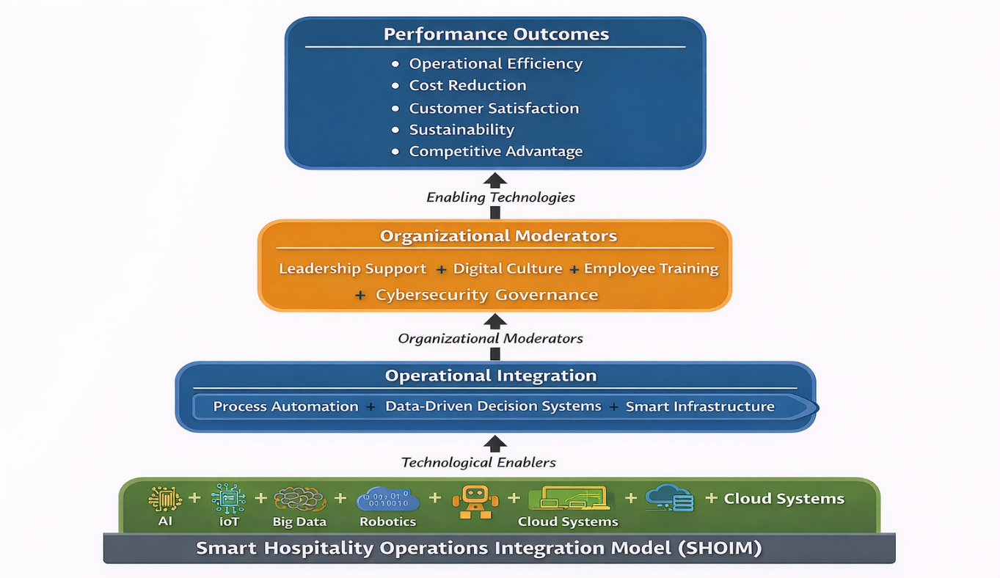 Performance Outcomes
• Operational Efficiency
• Cost Reduction
• Customer Satisfaction
• Sustainability
• Competitive Advantage
Enabling Technologies
Organizational Moderators
Leadership Support + Digital Culture + Employee Training
+ Cybersecurity Governance
Organizational Moderators
Operational Integration
Process Automation + Data-Driven Decision Systems + Smart Infrastructure
Technological Enablers
+ + + + + + + Cloud Systems
AI IoT Big Data Robotics Cloud Systems
Smart Hospitality Operations Integration Model (SHOIM)